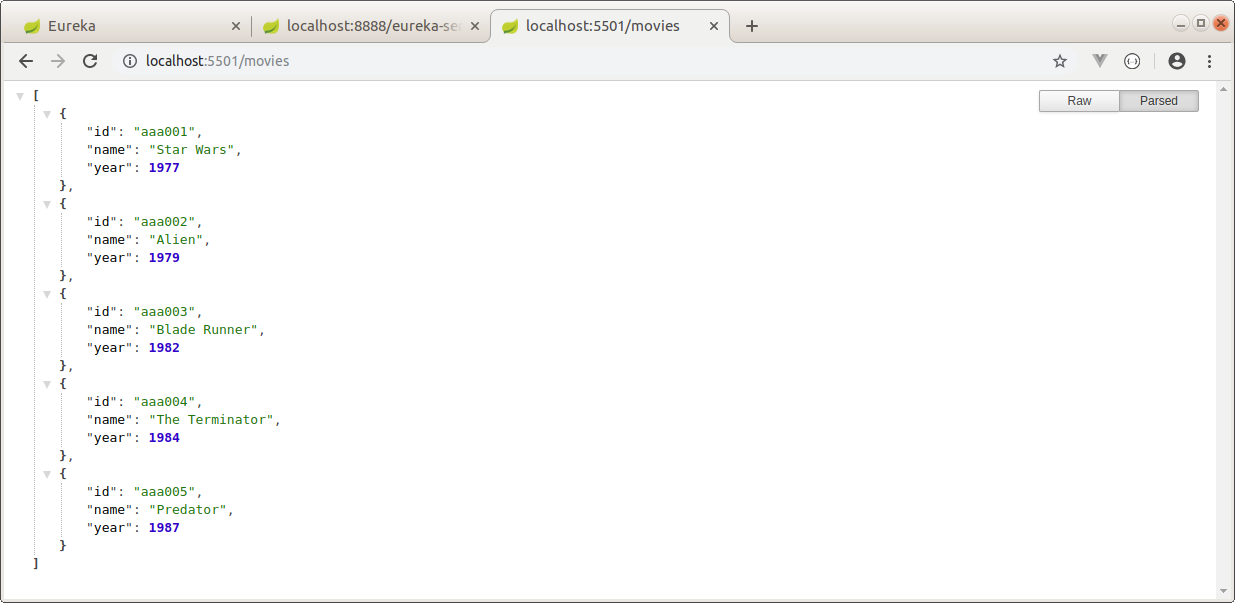 Eureka
localhost:8888/eureka-se
localhost:5501/movies
localhost:5501/movies
Raw
Parsed
[
{
"id": "aaa001",
"name": "Star Wars",
"year": 1977
},
{
"id": "aaa002",
"name": "Alien",
"year": 1979
},
{
"id": "aaa003",
"name": "Blade Runner",
"year": 1982
},
{
"id": "aaa004",
"name": "The Terminator",
"year": 1984
},
{
"id": "aaa005",
"name": "Predator",
"year": 1987
}
]